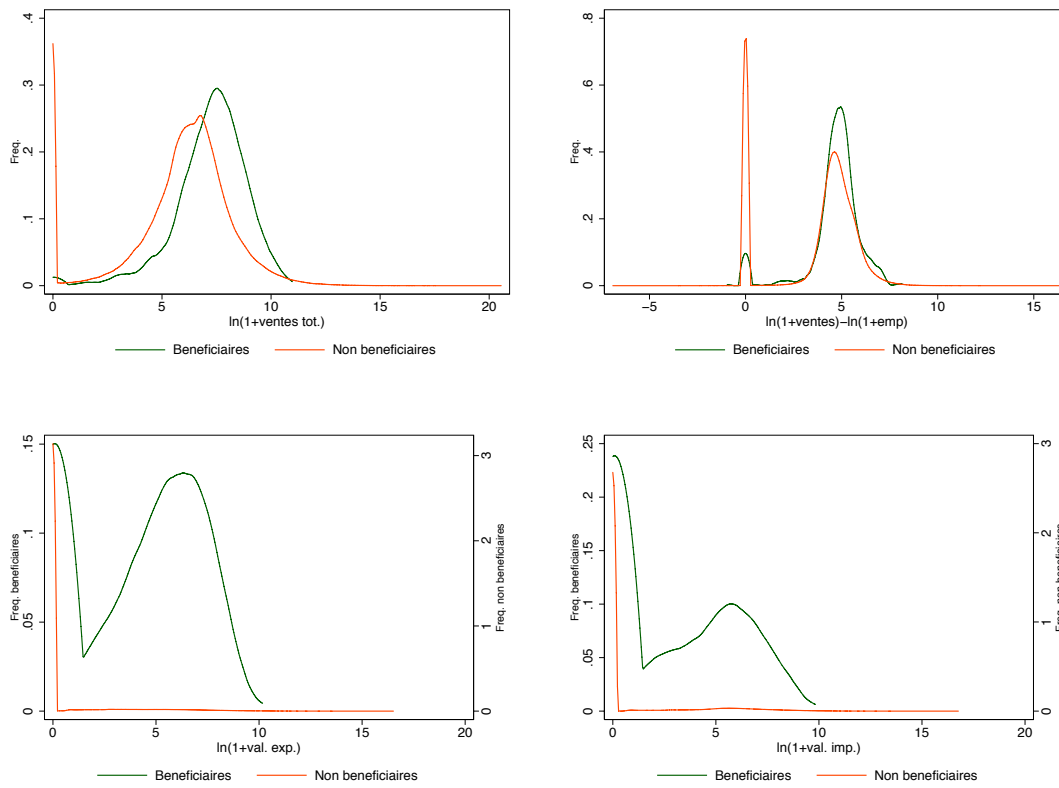 .4
.3
.2
.1
0
Freq.
0
5
10
15
20
ln(1+ventes tot.)
Beneficiaires
Non beneficiaires
.8
.6
.4
.2
0
Freq.
−5
0
5
10
15
ln(1+ventes)−ln(1+emp)
Beneficiaires
Non beneficiaires
.15
.1
.05
0
Freq. beneficiaires
3
2
1
0
Freq. non beneficiaires
0
5
10
15
20
ln(1+val. exp.)
Beneficiaires
Non beneficiaires
.25
.2
.15
.1
.05
0
Freq. beneficiaires
3
2
1
0
Freq. non beneficiaires
0
5
10
15
20
ln(1+val. imp.)
Beneficiaires
Non beneficiaires